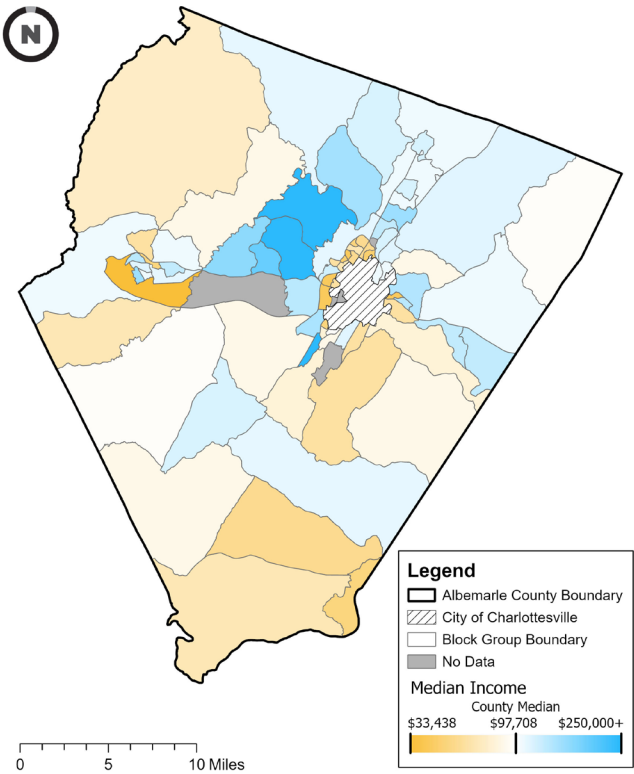 N
Legend
Albemarle County Boundary
City of Charlottesville
Block Group Boundary
No Data
Median Income
County Median
$33,438 $97,708 $250,000+
0 5 10 Miles